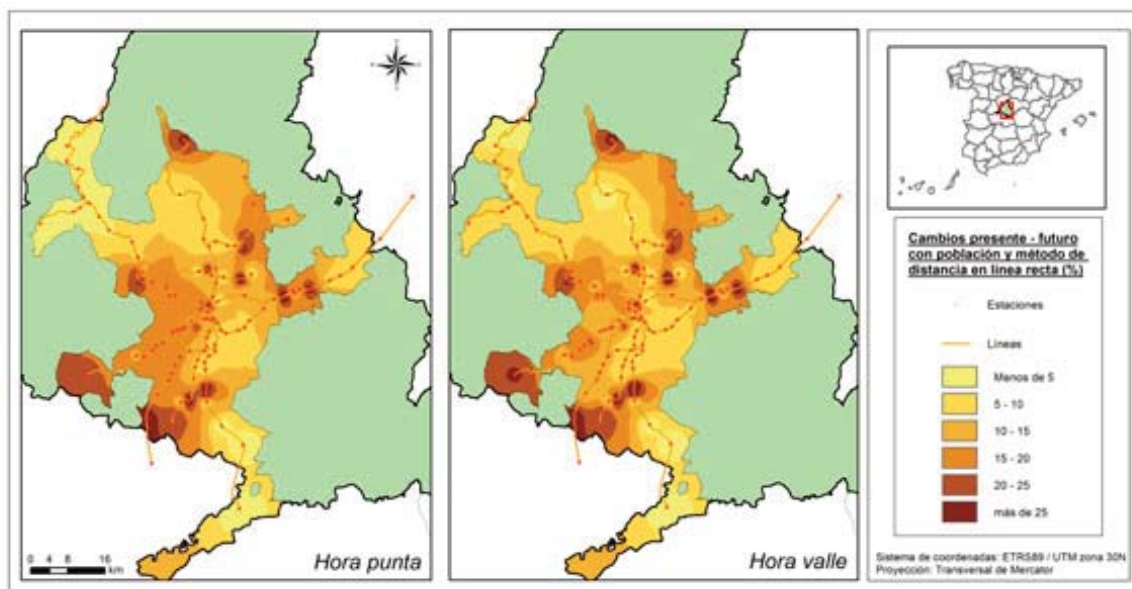 0 4 8 16
km
Hora punta
Hora valle
Cambios presente - futuro
con población y método de
distancia en línea recta (%)
Estaciones
Líneas
Menos de 5
5 - 10
10 - 15
15 - 20
20 - 25
más de 25
Sistema de coordenadas: ETRS89 / UTM zona 30N
Proyección: Transversal de Mercator